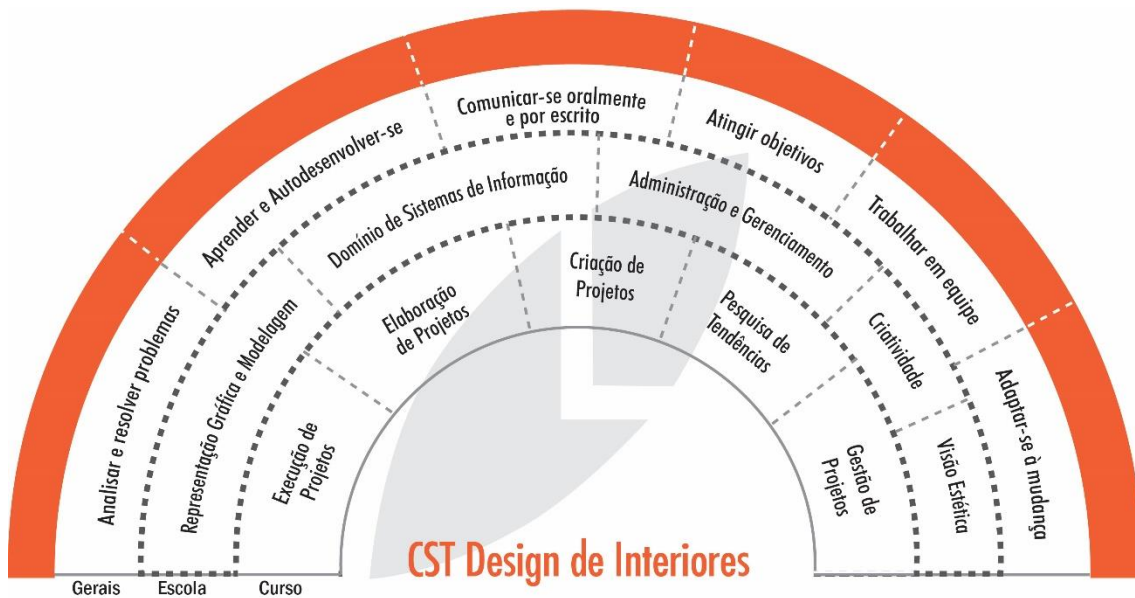 Analisar e resolver problemas
Aprender e Autodesenvolver-se
Comunicar-se oralmente
e por escrito
Atingir objetivos
Trabalhar em equipe
Adaptar-se à mudança
Representação Gráfica e Modelagem
Domínio de Sistemas de Informação
Administração e Gerenciamento
Criatividade
Visão Estética
Execução de
Projetos
Elaboração
de Projetos
Criação de
Projetos
Pesquisa de
Tendências
Gestão de
Projetos
CST Design de Interiores
Gerais
Escola
Curso